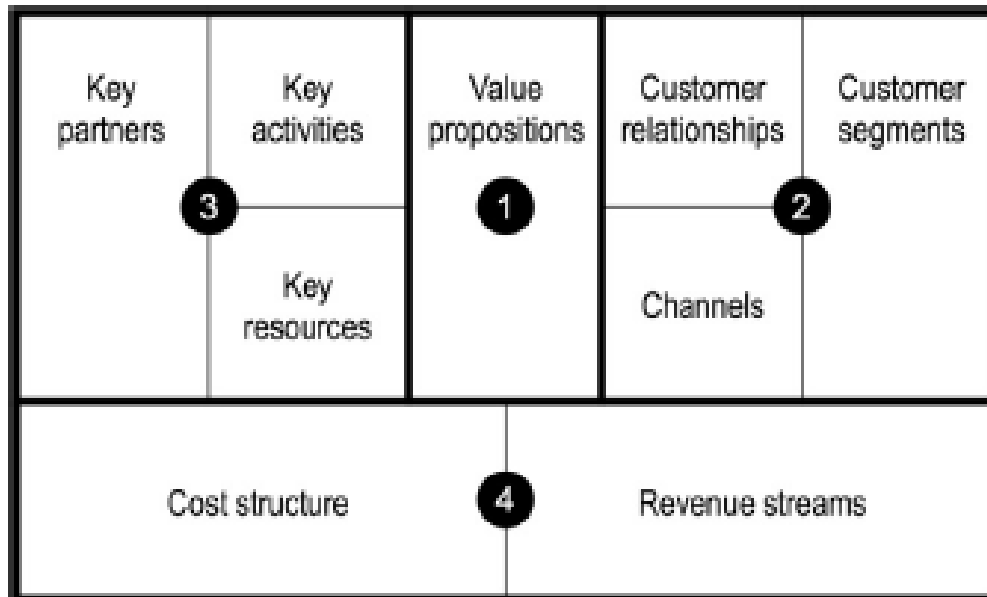 Key
partners
Key
activities
Value
propositions
Customer
relationships
Customer
segments
3
1
2
Key
resources
Channels
Cost structure
4
Revenue streams